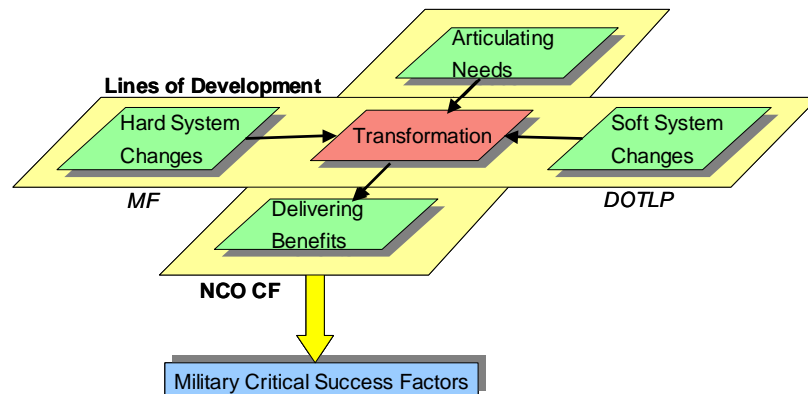 Articulating
Needs
Lines of Development
Hard System
Changes
Transformation
Soft System
Changes
MF
DOTLP
Delivering
Benefits
NCO CF
Military Critical Success Factors